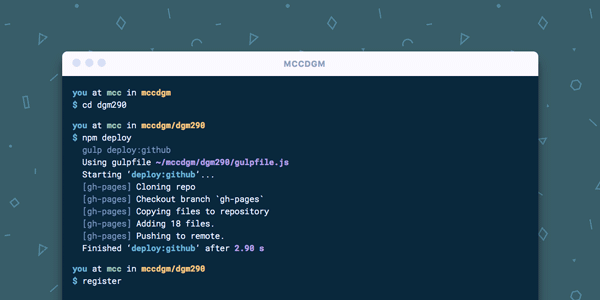 MCCDGM
you at mcc in mccdgm
$ cd dgm290
you at mcc in mccdgm/dgm290
$ npm deploy
gulp deploy:github
Using gulpfile ~/mccdgm/dgm290/gulpfile.js
Starting ‘deploy:github’...
[gh-pages] Cloning repo
[gh-pages] Checkout branch `gh-pages`
[gh-pages] Copying files to repository
[gh-pages] Adding 18 files.
[gh-pages] Pushing to remote.
Finished ‘deploy:github’ after 2.90 s
you at mcc in mccdgm/dgm290
$ register